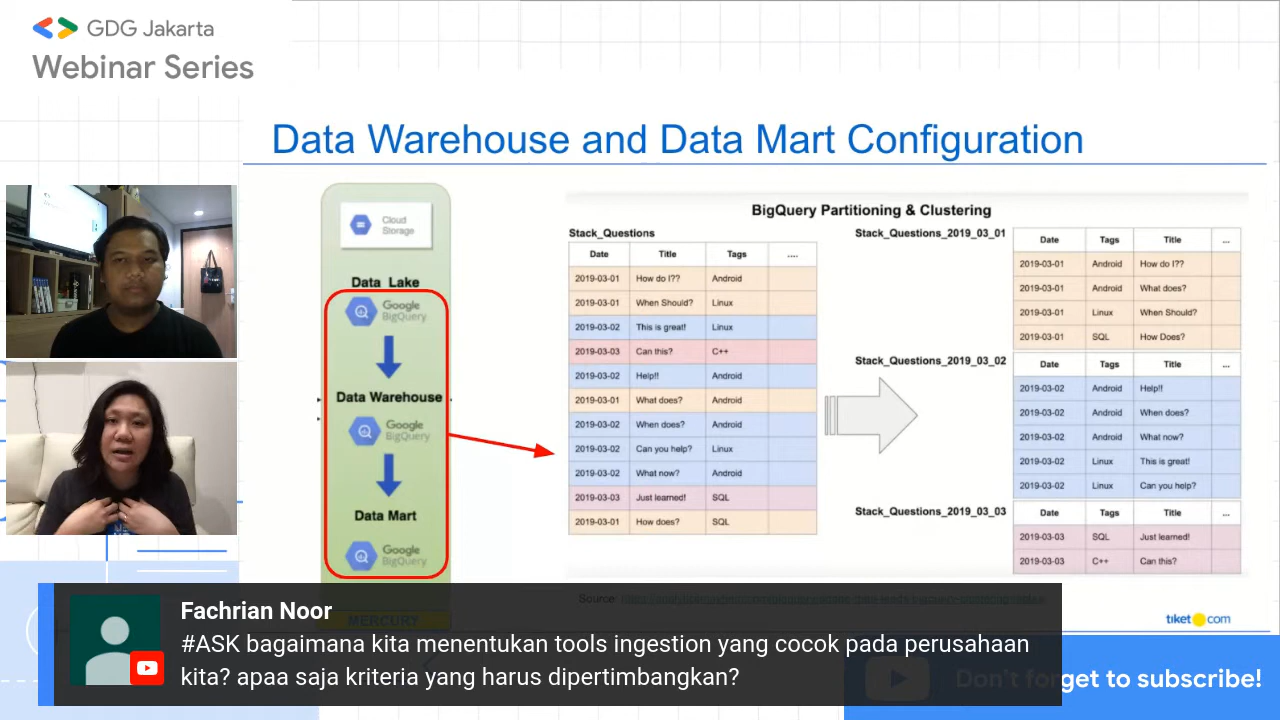 GDG Jakarta
Webinar Series
Data Warehouse and Data Mart Configuration
Cloud
Storage
Data Lake
Google
BigQuery
Data Warehouse
Google
BigQuery
Data Mart
Google
BigQuery
MERCURY
BigQuery Partitioning & Clustering
Stack_Questions
Date Title Tags ....
2019-03-01 How do I?? Android
2019-03-01 When Should? Linux
2019-03-02 This is great! Linux
2019-03-03 Can this? C++
2019-03-02 Help!! Android
2019-03-01 What does? Android
2019-03-02 When does? Android
2019-03-02 Can you help? Linux
2019-03-02 What now? Android
2019-03-03 Just learned! SQL
2019-03-01 How does? SQL
Stack_Questions_2019_03_01
Date Tags Title ...
2019-03-01 Android How do I??
2019-03-01 Android What does?
2019-03-01 Linux When Should?
2019-03-01 SQL How Does?
Stack_Questions_2019_03_02
Date Tags Title ...
2019-03-02 Android Help!!
2019-03-02 Android When does?
2019-03-02 Android What now?
2019-03-02 Linux This is great!
2019-03-02 Linux Can you help?
Stack_Questions_2019_03_03
Date Tags Title ...
2019-03-03 SQL Just learned!
2019-03-03 C++ Can this?
Source:
tiket com
Fachrian Noor
#ASK bagaimana kita menentukan tools ingestion yang cocok pada perusahaan
kita? apaa saja kriteria yang harus dipertimbangkan?
Don't forget to subscribe!